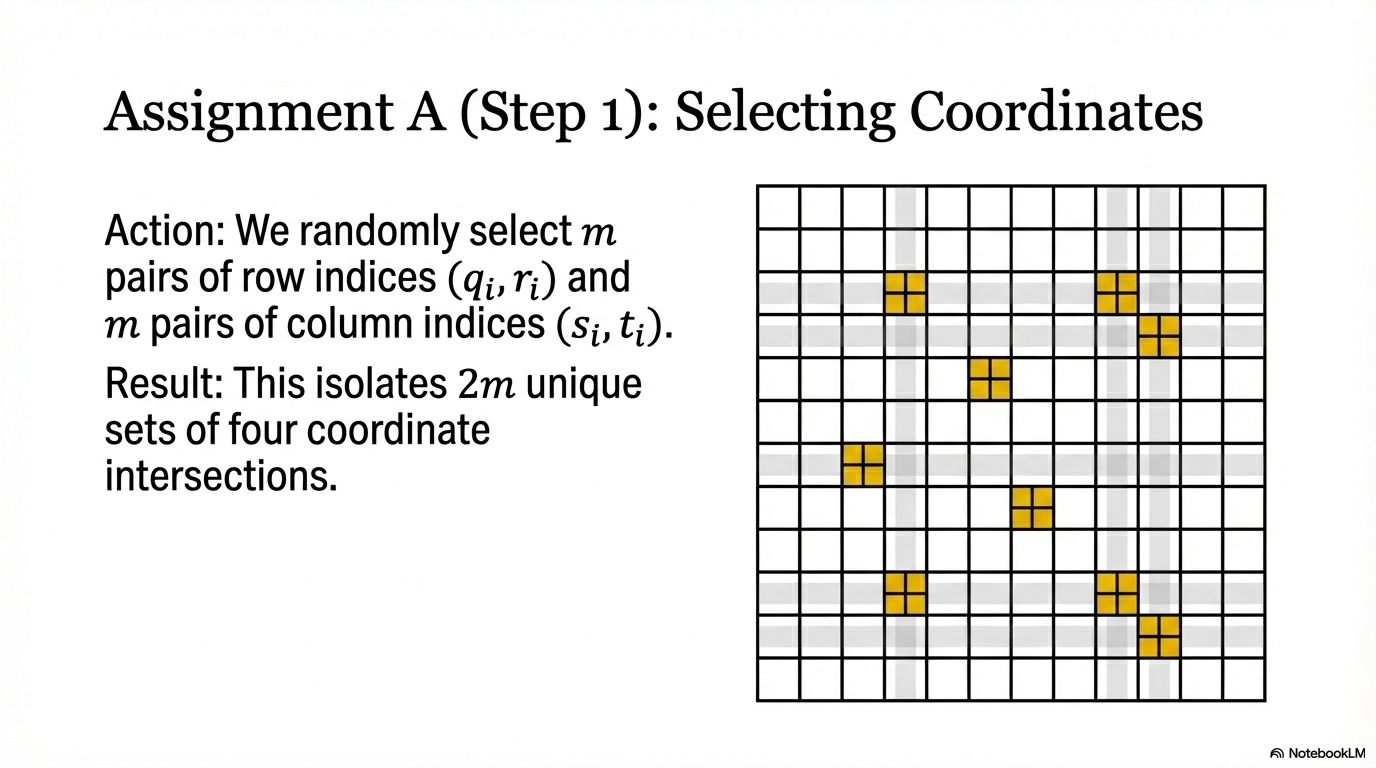 Assignment A (Step 1): Selecting Coordinates
Action: We randomly select m
pairs of row indices (qᵢ, rᵢ) and
m pairs of column indices (sᵢ, tᵢ).
Result: This isolates 2m unique
sets of four coordinate
intersections.
NotebookLM